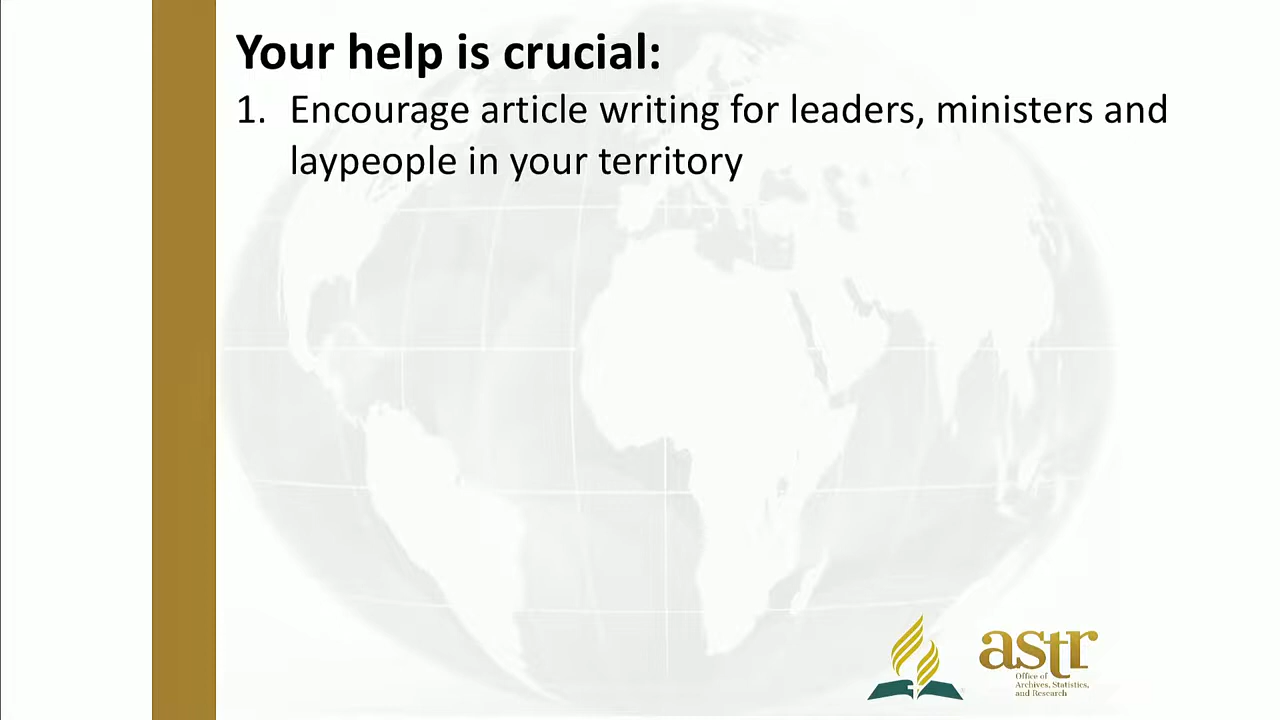 Your help is crucial:
1. Encourage article writing for leaders, ministers and
laypeople in your territory
astr
Office of
Archives, Statistics,
and Research